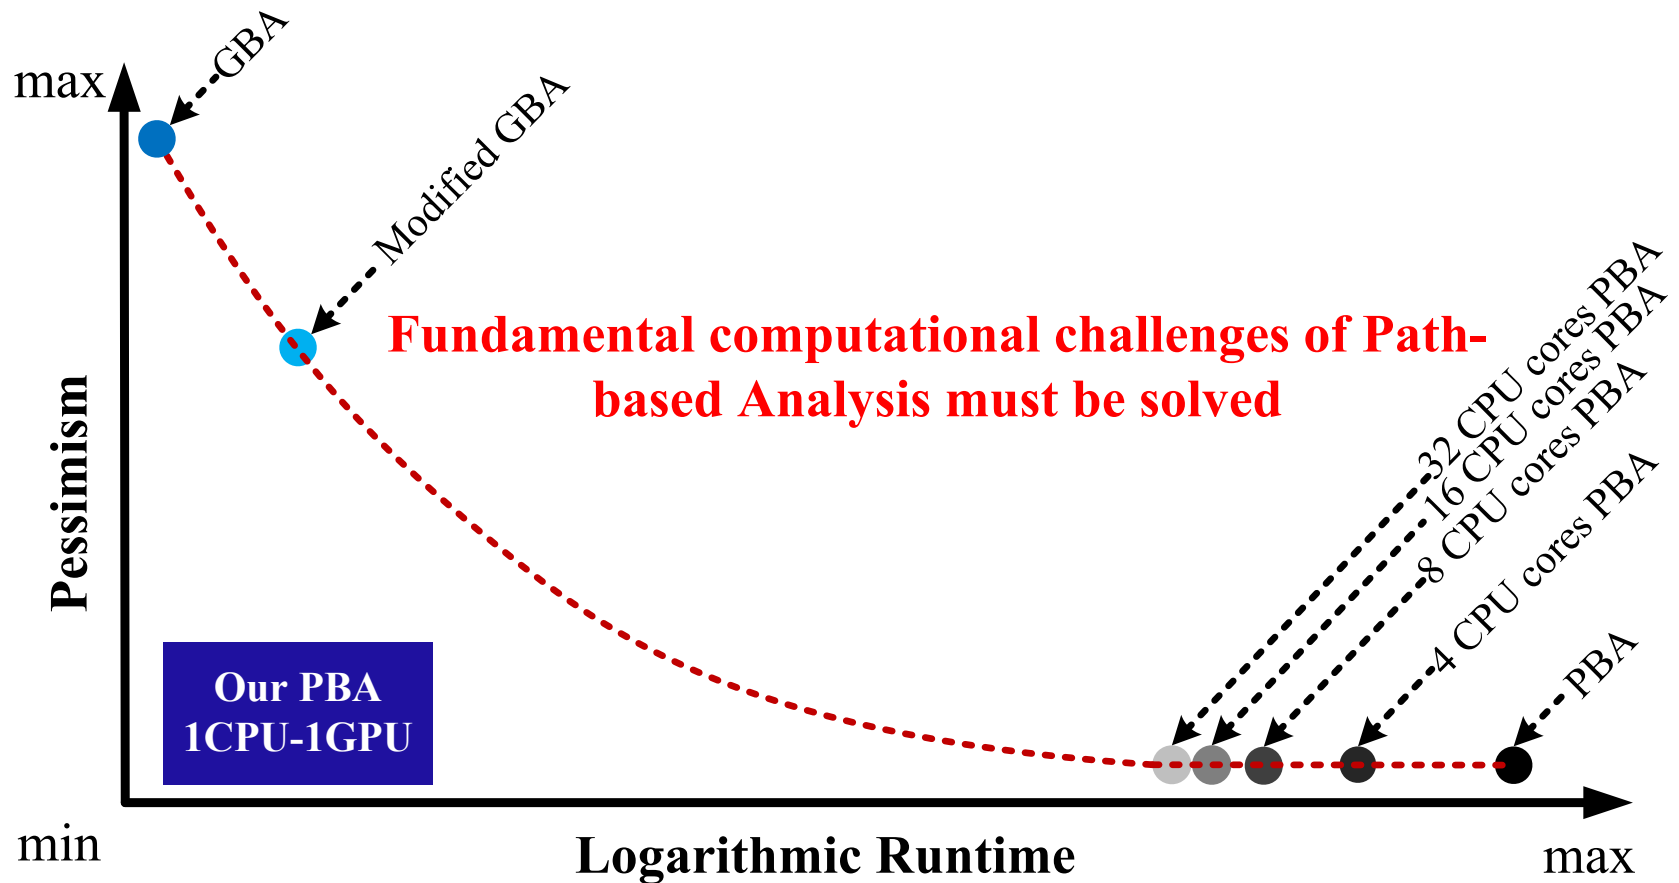 max
GBA
Modified GBA
Fundamental computational challenges of Path-
based Analysis must be solved
32 CPU cores PBA
16 CPU cores PBA
8 CPU cores PBA
4 CPU cores PBA
PBA
Pessimism
Our PBA
1CPU-1GPU
min
Logarithmic Runtime
max